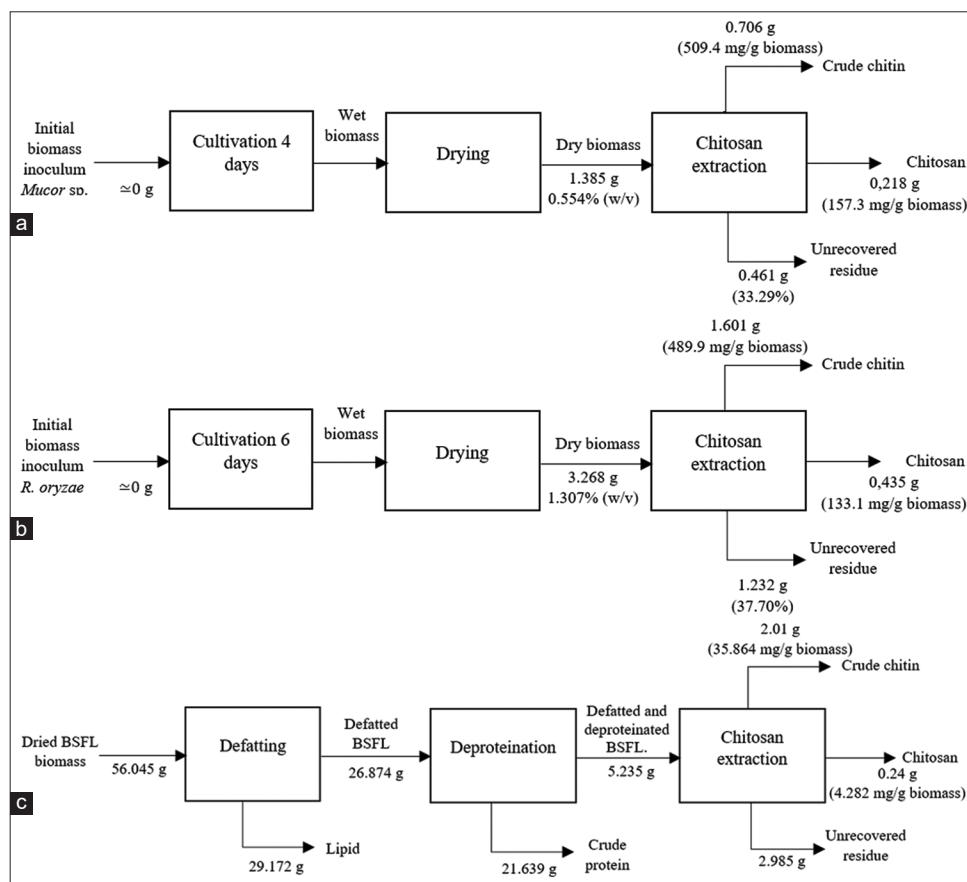 0.706 g
(509.4 mg/g biomass)
Crude chitin
Initial
biomass
inoculum
Mucor sp.
≃0 g
Cultivation 4
days
Wet
biomass
Drying
Dry biomass
1.385 g
0.554% (w/v)
Chitosan
extraction
Chitosan
0,218 g
(157.3 mg/g biomass)
Unrecovered
residue
0.461 g
(33.29%)
a
1.601 g
(489.9 mg/g biomass)
Crude chitin
Initial
biomass
inoculum
R. oryzae
≃0 g
Cultivation 6
days
Wet
biomass
Drying
Dry biomass
3.268 g
1.307% (w/v)
Chitosan
extraction
Chitosan
0,435 g
(133.1 mg/g biomass)
Unrecovered
residue
1.232 g
(37.70%)
b
2.01 g
(35.864 mg/g biomass)
Crude chitin
Dried BSFL
biomass
56.045 g
Defatting
Defatted
BSFL
26.874 g
Deproteination
Defatted and
deproteinated
BSFL.
5.235 g
Chitosan
extraction
Chitosan
0.24 g
(4.282 mg/g biomass)
Lipid
29.172 g
Crude
protein
21.639 g
Unrecovered
residue
2.985 g
c